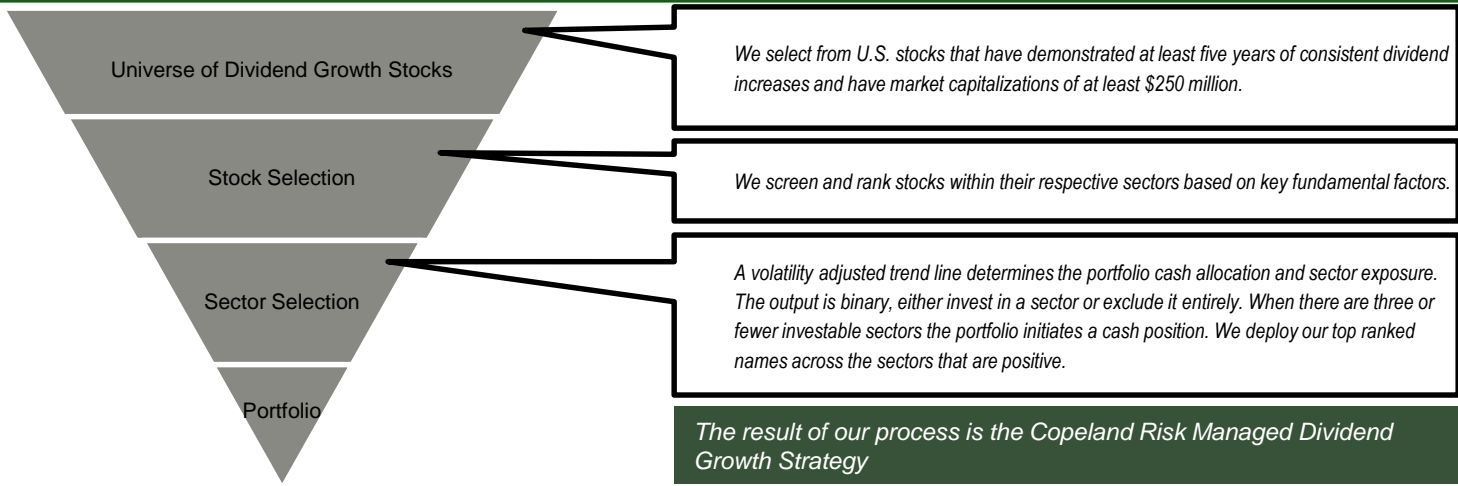 Universe of Dividend Growth Stocks
We select from U.S. stocks that have demonstrated at least five years of consistent dividend
increases and have market capitalizations of at least $250 million.
Stock Selection
We screen and rank stocks within their respective sectors based on key fundamental factors.
Sector Selection
A volatility adjusted trend line determines the portfolio cash allocation and sector exposure.
The output is binary, either invest in a sector or exclude it entirely. When there are three or
fewer investable sectors the portfolio initiates a cash position. We deploy our top ranked
names across the sectors that are positive.
Portfolio
The result of our process is the Copeland Risk Managed Dividend
Growth Strategy